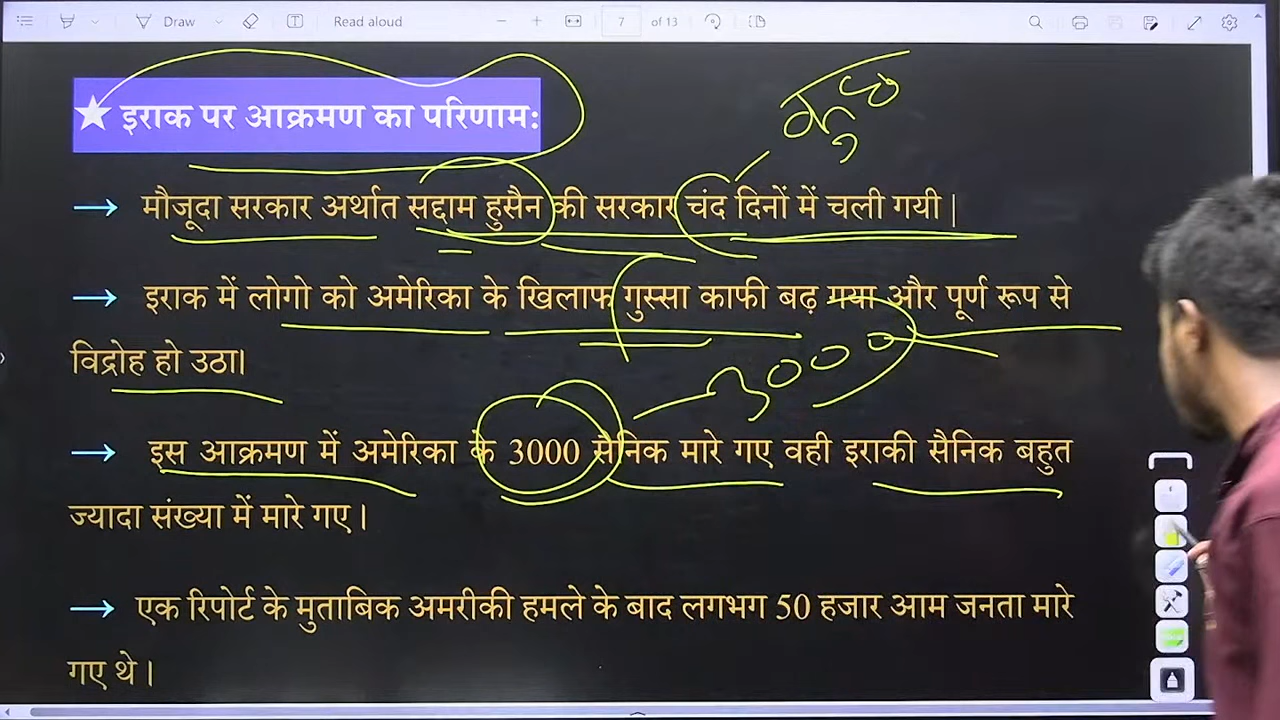 Draw
Read aloud
7
of 13
★ इराक पर आक्रमण का परिणाम:
कुछ
→ मौजूदा सरकार अर्थात सद्दाम हुसैन की सरकार चंद दिनों में चली गयी |
→ इराक में लोगो को अमेरिका के खिलाफ गुस्सा काफी बढ़ गया और पूर्ण रूप से
विद्रोह हो उठा।
3000
→ इस आक्रमण में अमेरिका के 3000 सैनिक मारे गए वही इराकी सैनिक बहुत
ज्यादा संख्या में मारे गए।
→ एक रिपोर्ट के मुताबिक अमरीकी हमले के बाद लगभग 50 हजार आम जनता मारे
गए थे।